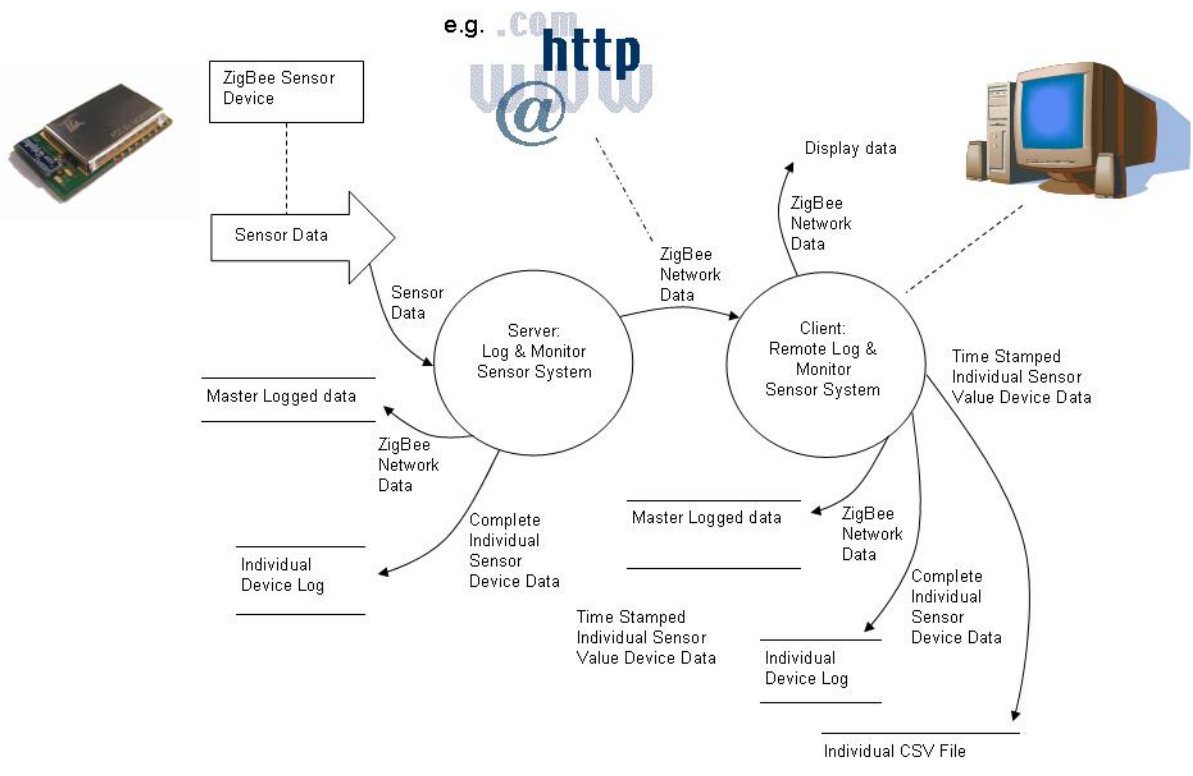 e.g. .com
http
www
@
ZigBee Sensor
Device
Sensor Data
Sensor
Data
Server:
Log & Monitor
Sensor System
ZigBee
Network
Data
Display data
ZigBee
Network
Data
Client:
Remote Log &
Monitor
Sensor System
Time Stamped
Individual Sensor
Value Device Data
Master Logged data
ZigBee
Network
Data
Complete
Individual
Sensor
Device Data
Individual
Device Log
Master Logged data
ZigBee
Network
Data
Complete
Individual
Sensor
Device Data
Time Stamped
Individual Sensor
Value Device Data
Individual
Device Log
Individual CSV File